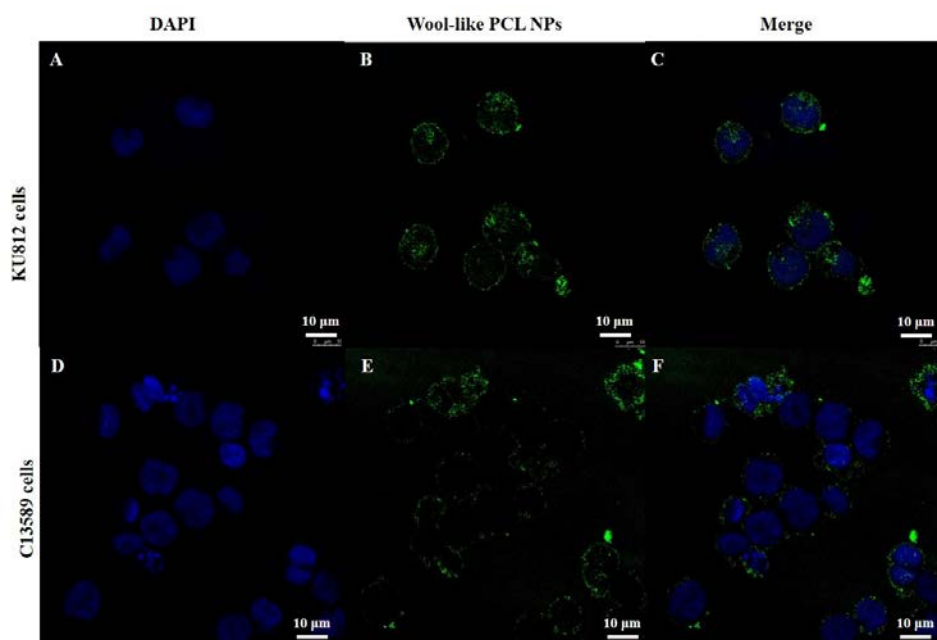 DAPI
Wool-like PCL NPs
Merge
KU812 cells
A
B
C
10 µm
10 µm
10 µm
C13589 cells
D
E
F
10 µm
10 µm
10 µm